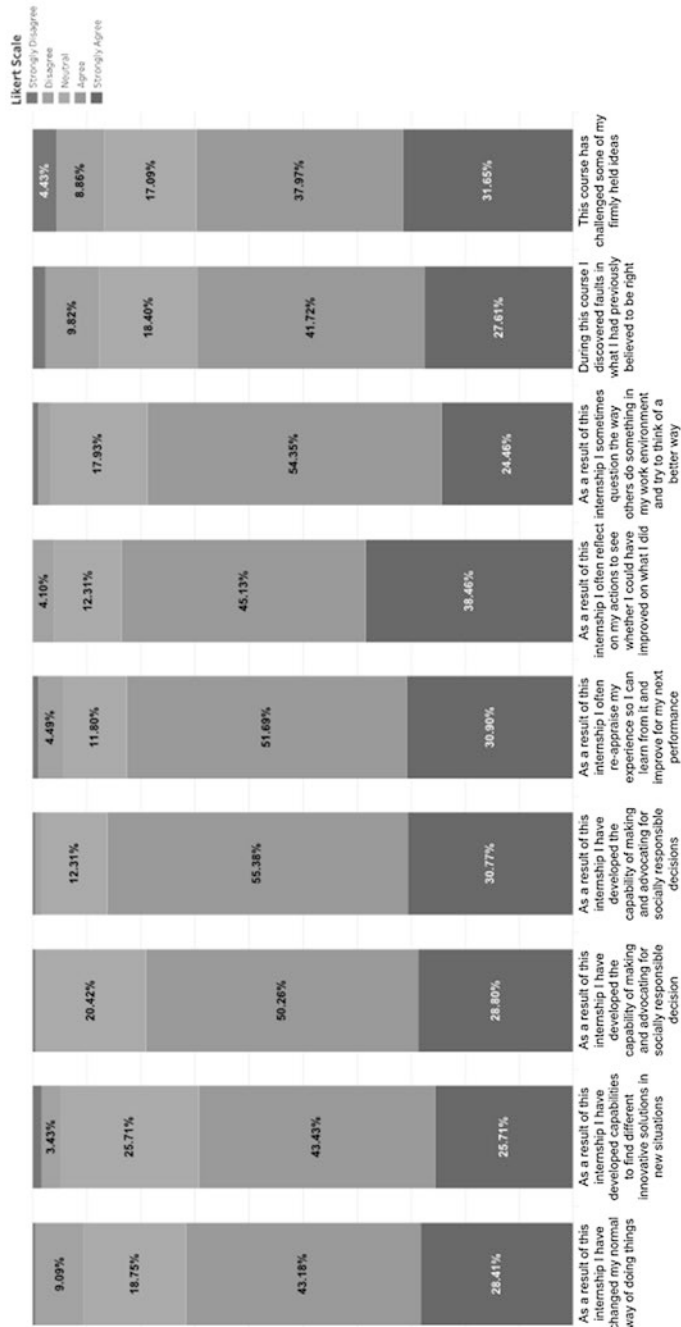 Likert Scale
Strongly Disagree
Disagree
Neutral
Agree
Strongly Agree
9.09%
18.75%
43.18%
28.41%
As a result of this
internship I have
changed my normal
way of doing things
3.43%
25.71%
43.43%
25.71%
As a result of this
internship I have
developed capabilities
to find different
innovative solutions in
new situations
20.42%
50.26%
28.80%
As a result of this
internship I have
developed the
capability of making
and advocating for
socially responsible
decision
12.31%
55.38%
30.77%
As a result of this
internship I have
developed the
capability of making
and advocating for
socially responsible
decisions
4.49%
11.80%
51.69%
30.90%
As a result of this
internship I often
re-appraise my
experience so I can
learn from it and
improve for my next
performance
4.10%
12.31%
45.13%
38.46%
As a result of this
internship I often reflect
on my actions to see
whether I could have
improved on what I did
17.93%
54.35%
24.46%
As a result of this
internship I sometimes
question the way
others do something in
my work environment
and try to think of a
better way
9.82%
18.40%
41.72%
27.61%
During this course I
discovered faults in
what I had previously
believed to be right
4.43%
8.86%
17.09%
37.97%
31.65%
This course has
challenged some of my
firmly held ideas